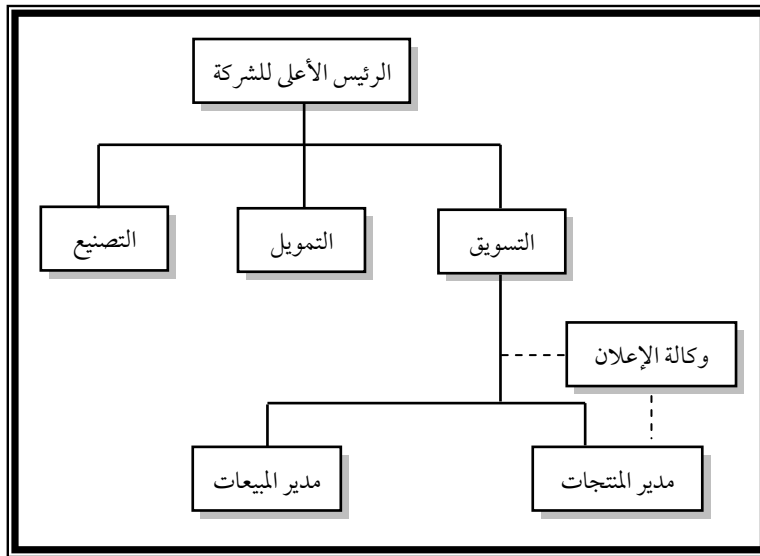 الرئيس الأعلى للشركة
التسويق
التمويل
التصنيع
وكالة الإعلان
مدير المنتجات
مدير المبيعات